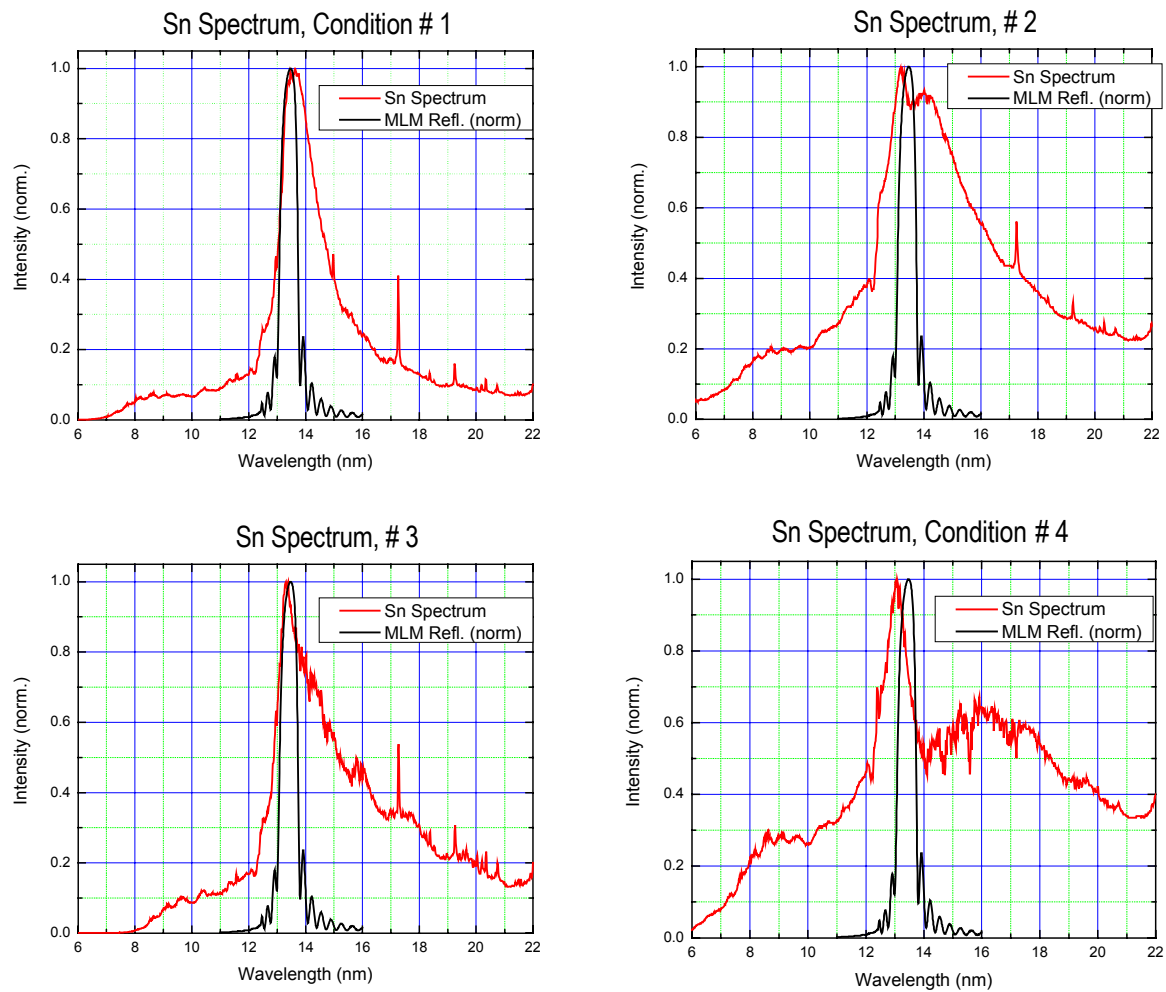 Sn Spectrum, Condition # 1
Sn Spectrum
MLM Refl. (norm)
Intensity (norm.)
1.0
0.8
0.6
0.4
0.2
0.0
6 8 10 12 14 16 18 20 22
Wavelength (nm)
Sn Spectrum, # 2
Sn Spectrum
MLM Refl. (norm)
Intensity (norm.)
1.0
0.8
0.6
0.4
0.2
0.0
6 8 10 12 14 16 18 20 22
Wavelength (nm)
Sn Spectrum, # 3
Sn Spectrum
MLM Refl. (norm)
Intensity (norm.)
1.0
0.8
0.6
0.4
0.2
0.0
6 8 10 12 14 16 18 20 22
Wavelength (nm)
Sn Spectrum, Condition # 4
Sn Spectrum
MLM Refl. (norm)
Intensity (norm.)
1.0
0.8
0.6
0.4
0.2
0.0
6 8 10 12 14 16 18 20 22
Wavelength (nm)